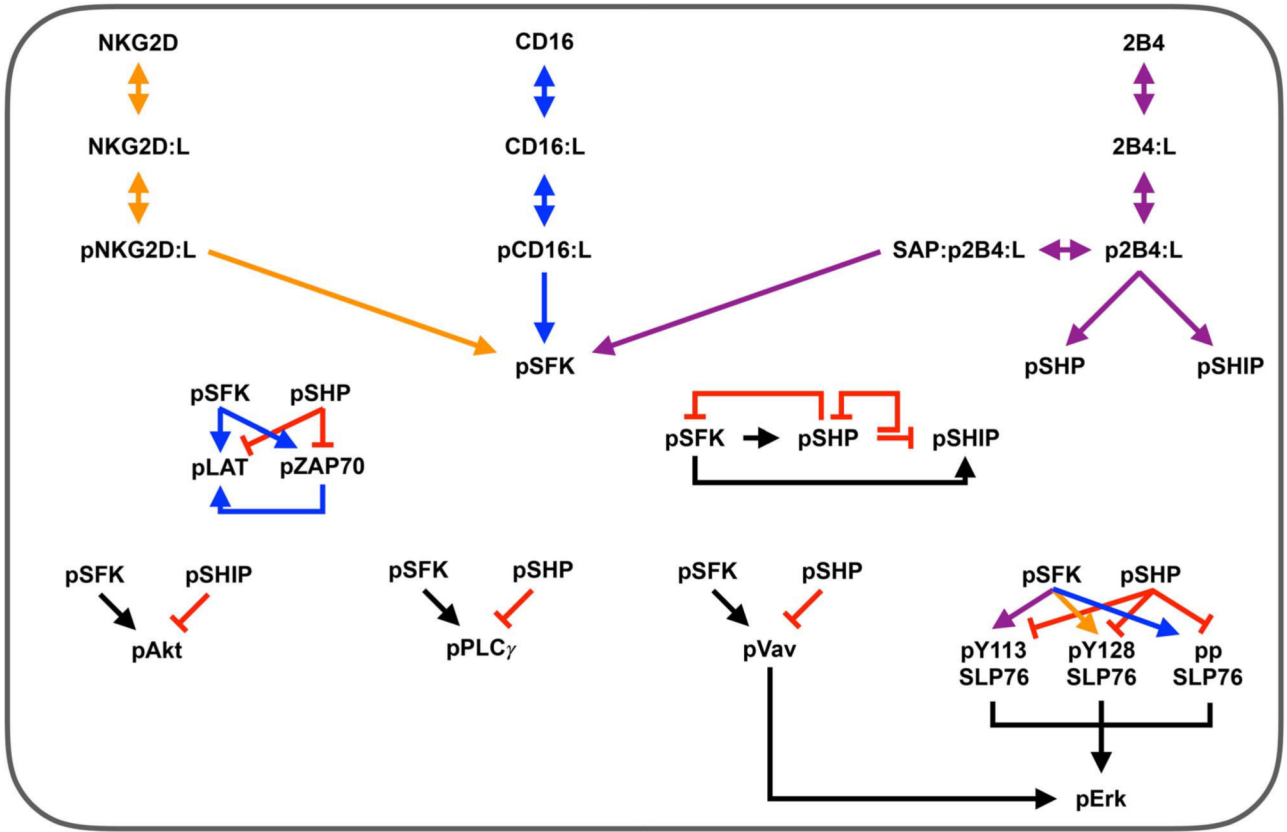 NKG2D CD16 2B4
NKG2D:L CD16:L 2B4:L
pNKG2D:L pCD16:L SAP:p2B4:L p2B4:L
pSFK pSHP pSHIP
pSFK pSHP
pSFK pSHP pSHIP
pLAT pZAP70
pSFK pSHIP pSFK pSHP pSFK pSHP pSFK pSHP
pAkt pPLCγ pVav pY113 pY128 pp
SLP76 SLP76 SLP76
pErk